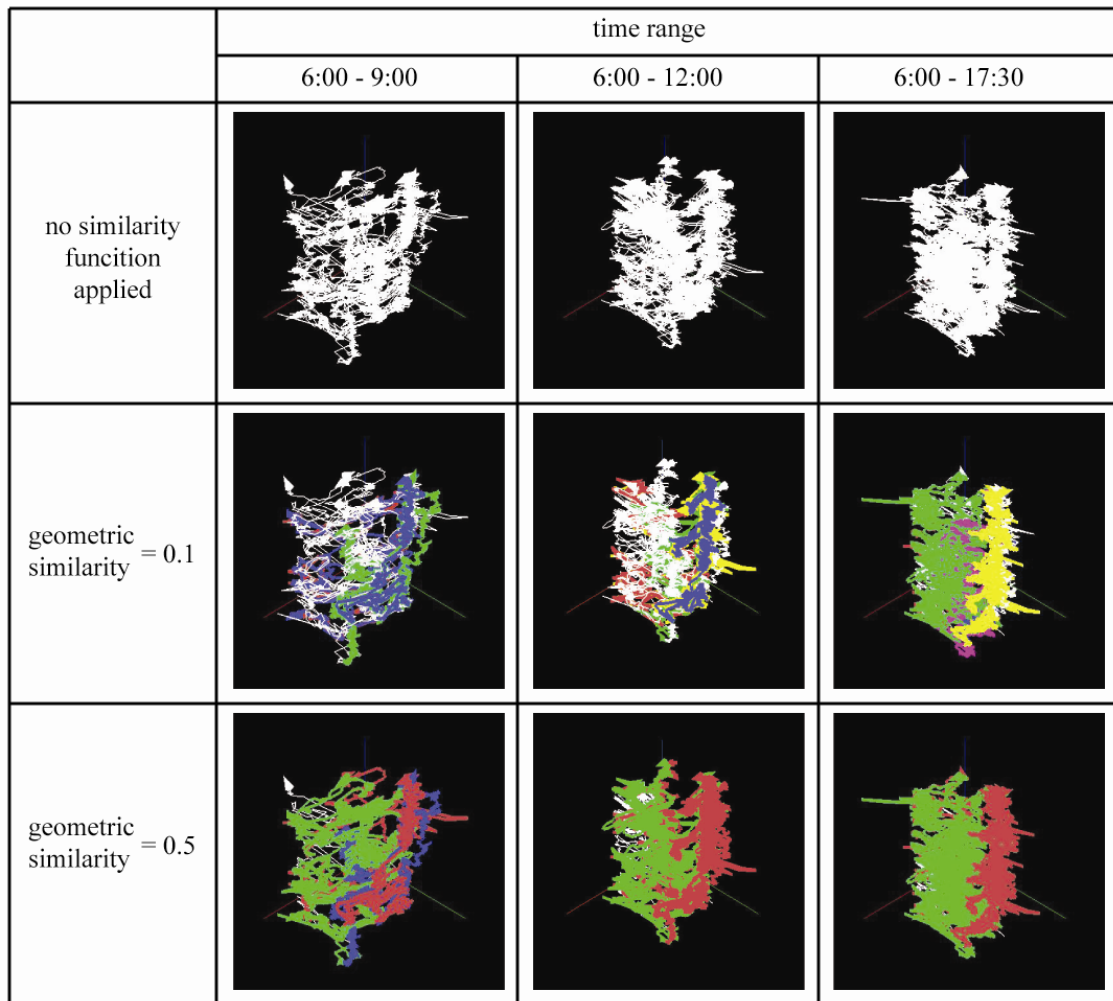 time range
6:00 - 9:00
6:00 - 12:00
6:00 - 17:30
no similarity
funcition
applied
geometric
similarity = 0.1
geometric
similarity = 0.5